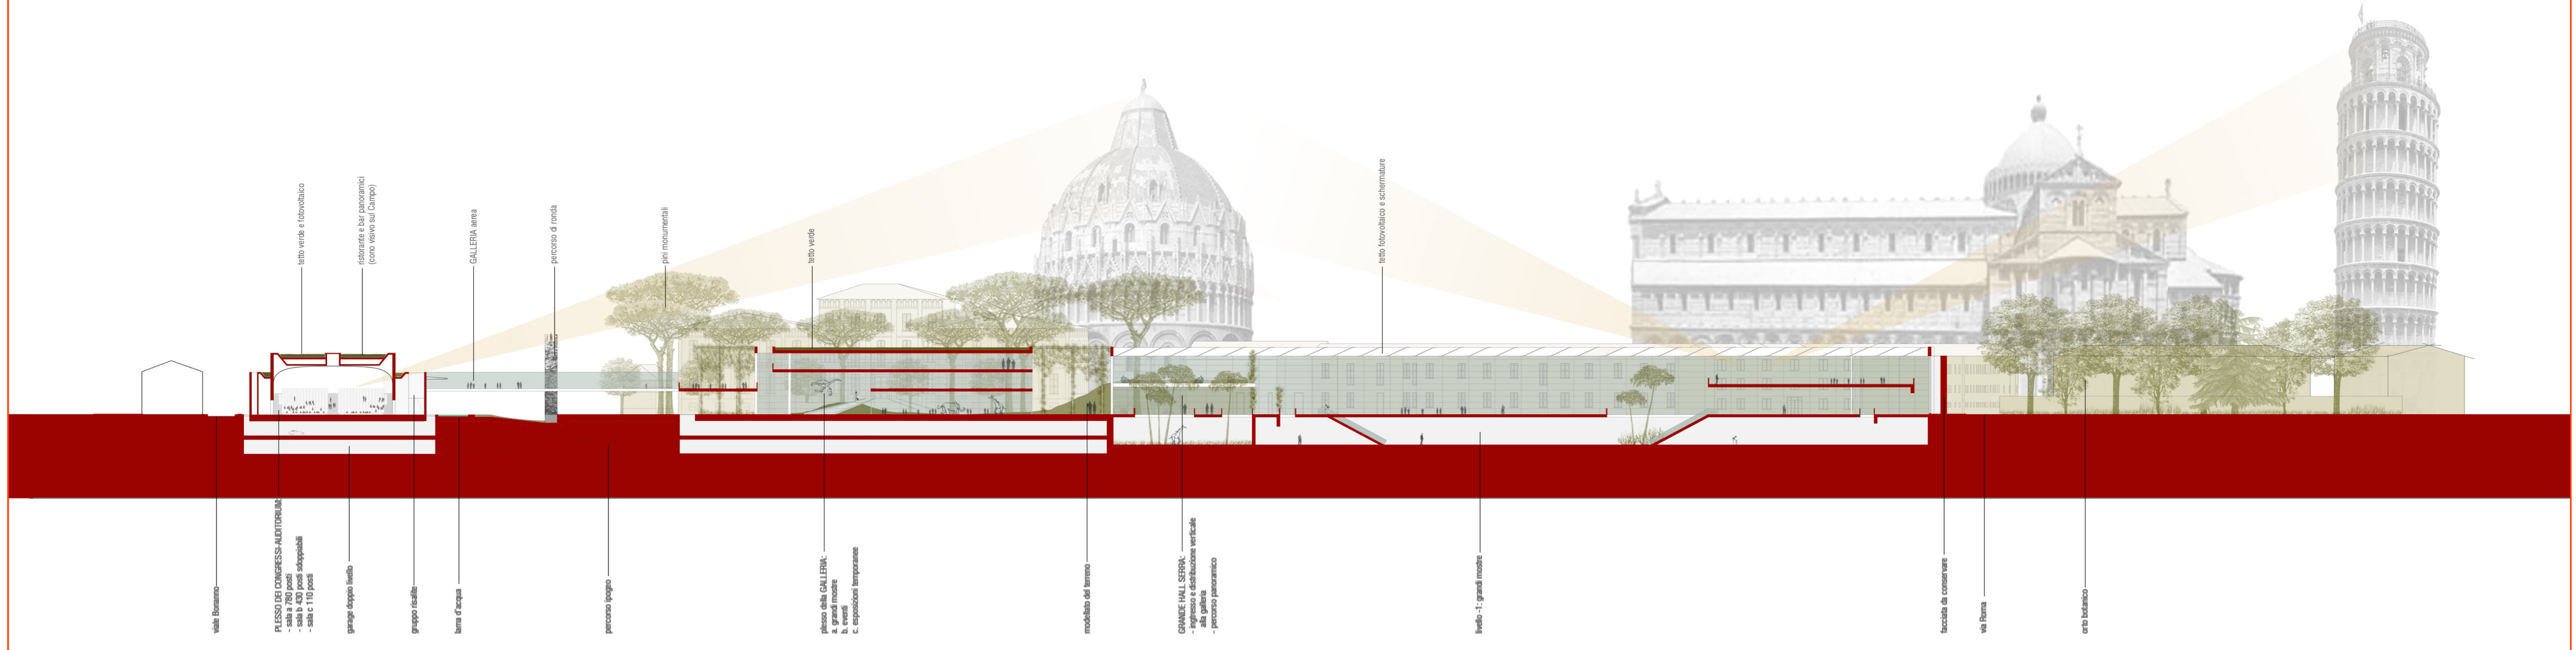 tetto verde e fotovoltaico
ristorante e bar panoramici
(cono visivo sul Campo)
GALLERIA aerea
percorso di ronda
pini monumentali
tetto verde
tetto fotovoltaico e schermature
viale Bonanno
PLESSO DEI CONGRESSI-AUDITORIUM:
- sala a 780 posti
- sala b 430 posti sdoppiabili
- sala c 110 posti
garage doppio livello
gruppo risalite
lama d'acqua
percorso ipogeo
plesso della GALLERIA:
a. grandi mostre
b. eventi
c. esposizioni temporanee
modellato del terreno
GRANDE HALL SERRA:
- ingresso e distribuzione verticale
alla galleria
- percorso panoramico
livello -1: grandi mostre
facciata da conservare
via Roma
orto botanico